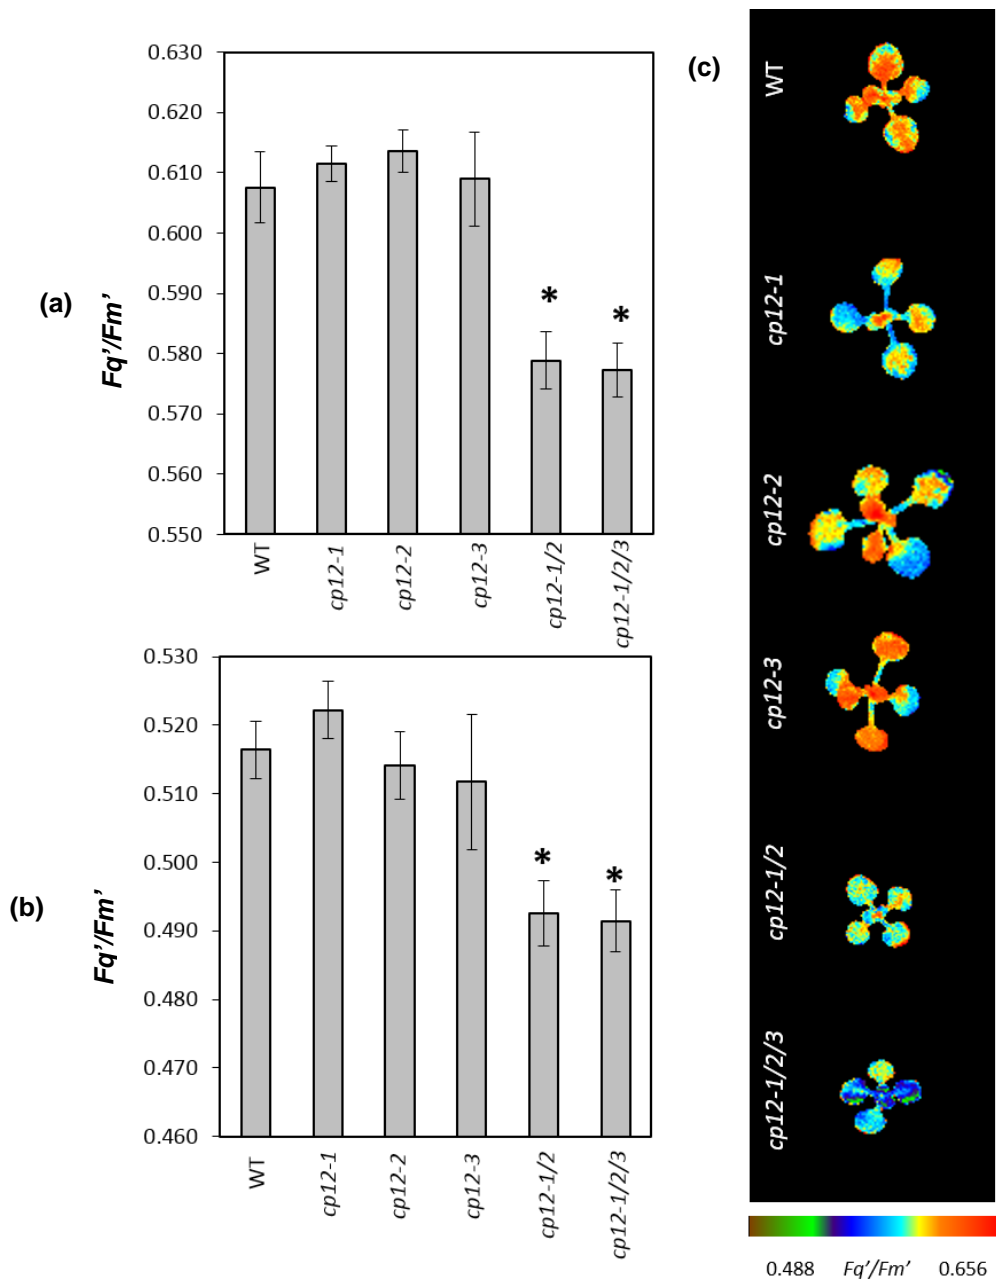 (a)
Fq’/Fm’
0.630
0.620
0.610
0.600
0.590
0.580
0.570
0.560
0.550
*
*
WT
cp12-1
cp12-2
cp12-3
cp12-1/2
cp12-1/2/3
(b)
Fq’/Fm’
0.530
0.520
0.510
0.500
0.490
0.480
0.470
0.460
*
*
WT
cp12-1
cp12-2
cp12-3
cp12-1/2
cp12-1/2/3
(c)
WT
cp12-1
cp12-2
cp12-3
cp12-1/2
cp12-1/2/3
0.488 Fq’/Fm’ 0.656